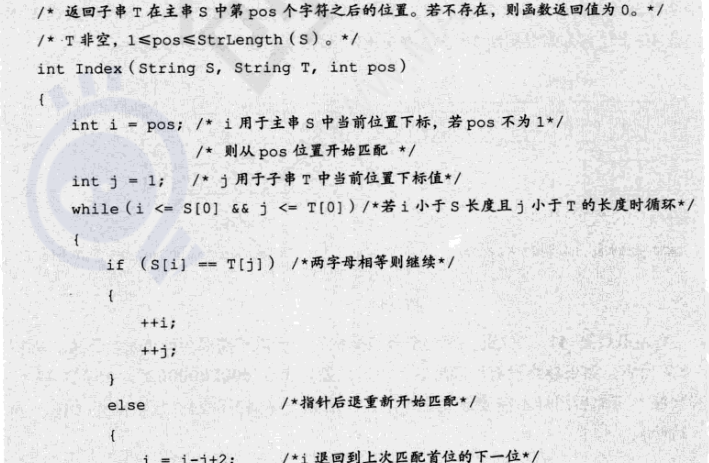 /* 返回子串 T 在主串 S 中第 pos 个字符之后的位置。若不存在，则函数返回值为 0。*/
/* T 非空，1≤pos≤StrLength（S）。*/
int Index(String S, String T, int pos)
{
int i = pos; /* i 用于主串 S 中当前位置下标，若 pos 不为 1*/
/* 则从 pos 位置开始匹配 */
int j = 1; /* j 用于子串 T 中当前位置下标值*/
while(i <= S[0] && j <= T[0])/*若 i 小于 S 长度且 j 小于 T 的长度时循环*/
{
if (S[i] == T[j]) /*两字母相等则继续*/
{
++i;
++j;
}
else /*指针后退重新开始匹配*/
{
i = i-j+2; /*i 退回到上次匹配首位的下一位*/